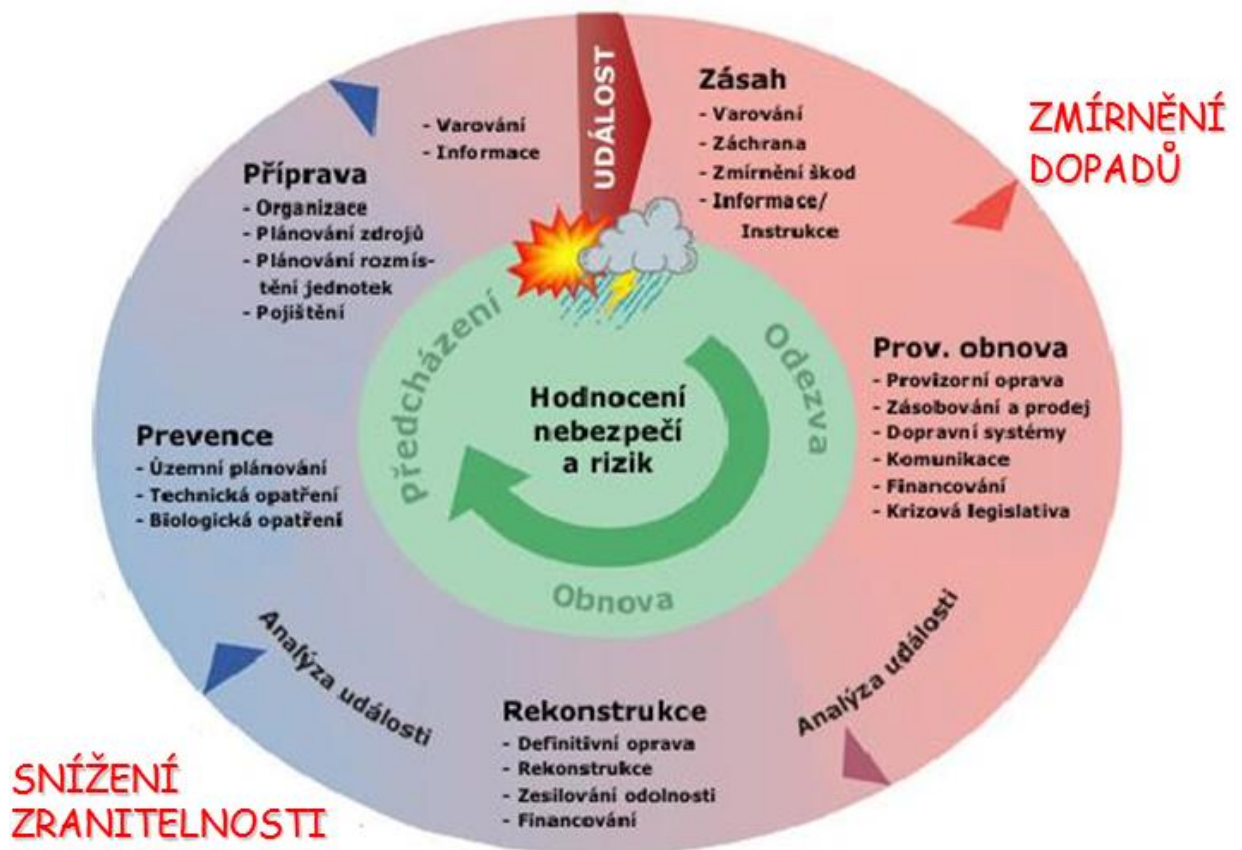 UDÁLOST
Zásah
- Varování
- Záchrana
- Zmírnění škod
- Informace/
Instrukce
ZMÍRNĚNÍ
DOPADŮ
Prov. obnova
- Provizorní oprava
- Zásobování a prodej
- Dopravní systémy
- Komunikace
- Financování
- Krizová legislativa
Analýza události
Rekonstrukce
- Definitivní oprava
- Rekonstrukce
- Zesilování odolnosti
- Financování
Analýza události
SNÍŽENÍ
ZRANITELNOSTI
Prevence
- Územní plánování
- Technická opatření
- Biologická opatření
Příprava
- Organizace
- Plánování zdrojů
- Plánování rozmís-
tění jednotek
- Pojištění
- Varování
- Informace
Předcházení
Odezva
Obnova
Hodnocení
nebezpečí
a rizik